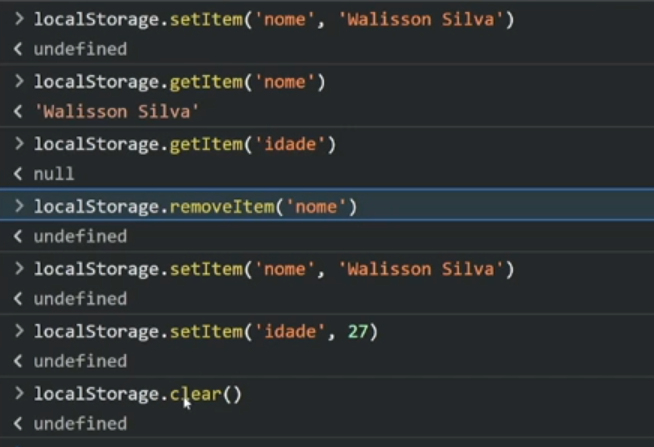 > localStorage.setItem('nome', 'Walisson Silva')
< undefined
> localStorage.getItem('nome')
< 'Walisson Silva'
> localStorage.getItem('idade')
< null
> localStorage.removeItem('nome')
< undefined
> localStorage.setItem('nome', 'Walisson Silva')
< undefined
> localStorage.setItem('idade', 27)
< undefined
> localStorage.clear()
< undefined